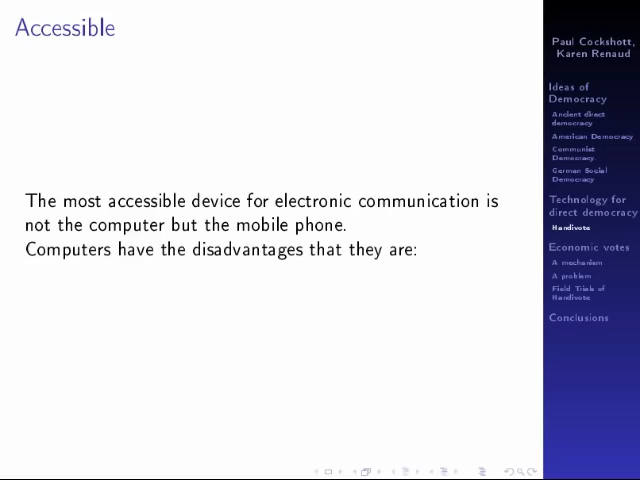 Accessible
The most accessible device for electronic communication is
not the computer but the mobile phone.
Computers have the disadvantages that they are:
Paul Cockshott,
Karen Renaud
Ideas of
Democracy
Ancient direct
democracy
American Democracy
Communist
Democracy.
German Social
Democracy
Technology for
direct democracy
Handivote
Economic votes
A mechanism
A problem
Field Trials of
Handivote
Conclusions